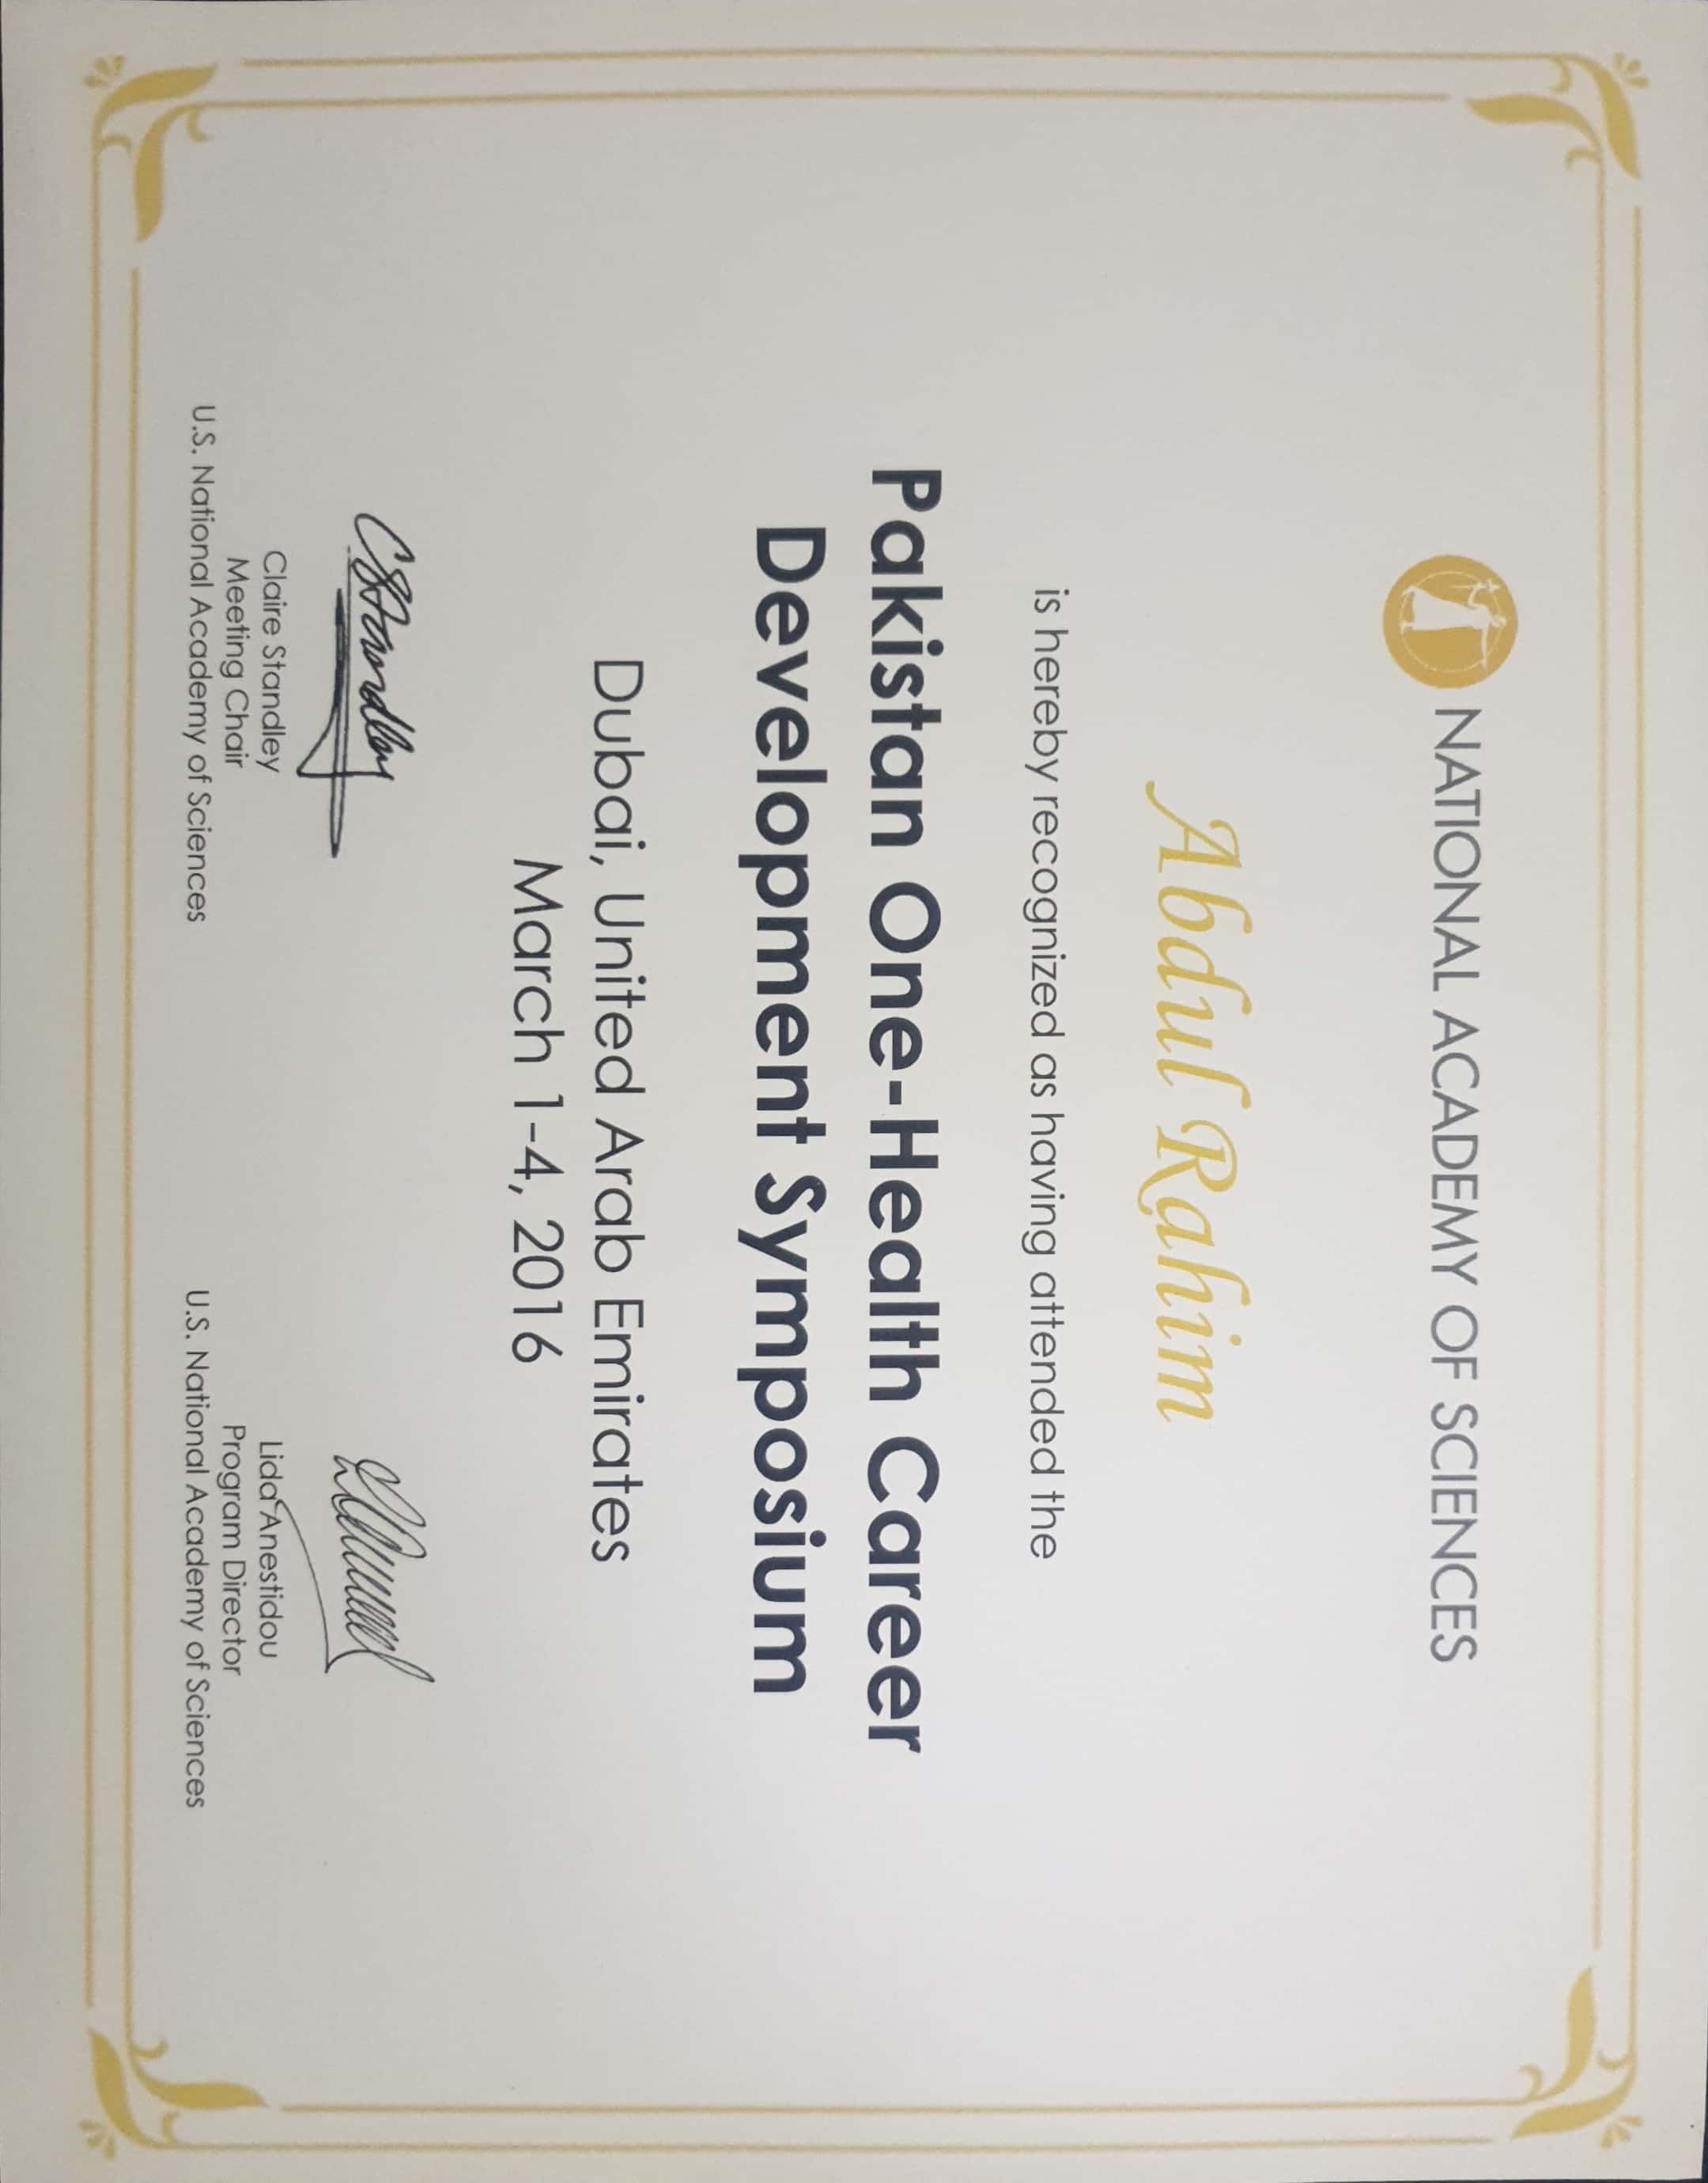 NATIONAL ACADEMY OF SCIENCES
Abdul Rahim
is hereby recognized as having attended the
Pakistan One-Health Career
Development Symposium
Dubai, United Arab Emirates
March 1-4, 2016
CStandley
Claire Standley
Meeting Chair
U.S. National Academy of Sciences
Lida Anestidou
Program Director
U.S. National Academy of Sciences